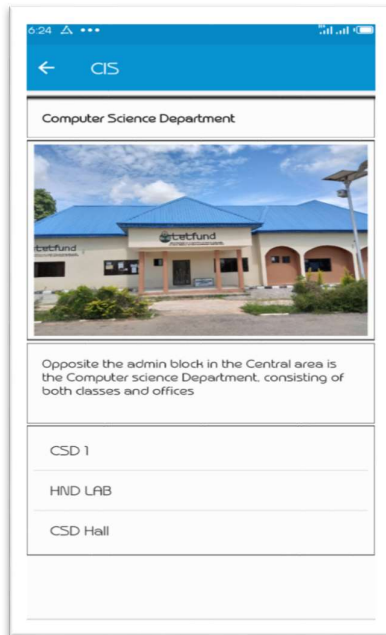 6:24
CIS
Computer Science Department
tetfund
tetfund
Opposite the admin block in the Central area is
the Computer science Department, consisting of
both classes and offices
CSD 1
HND LAB
CSD Hall